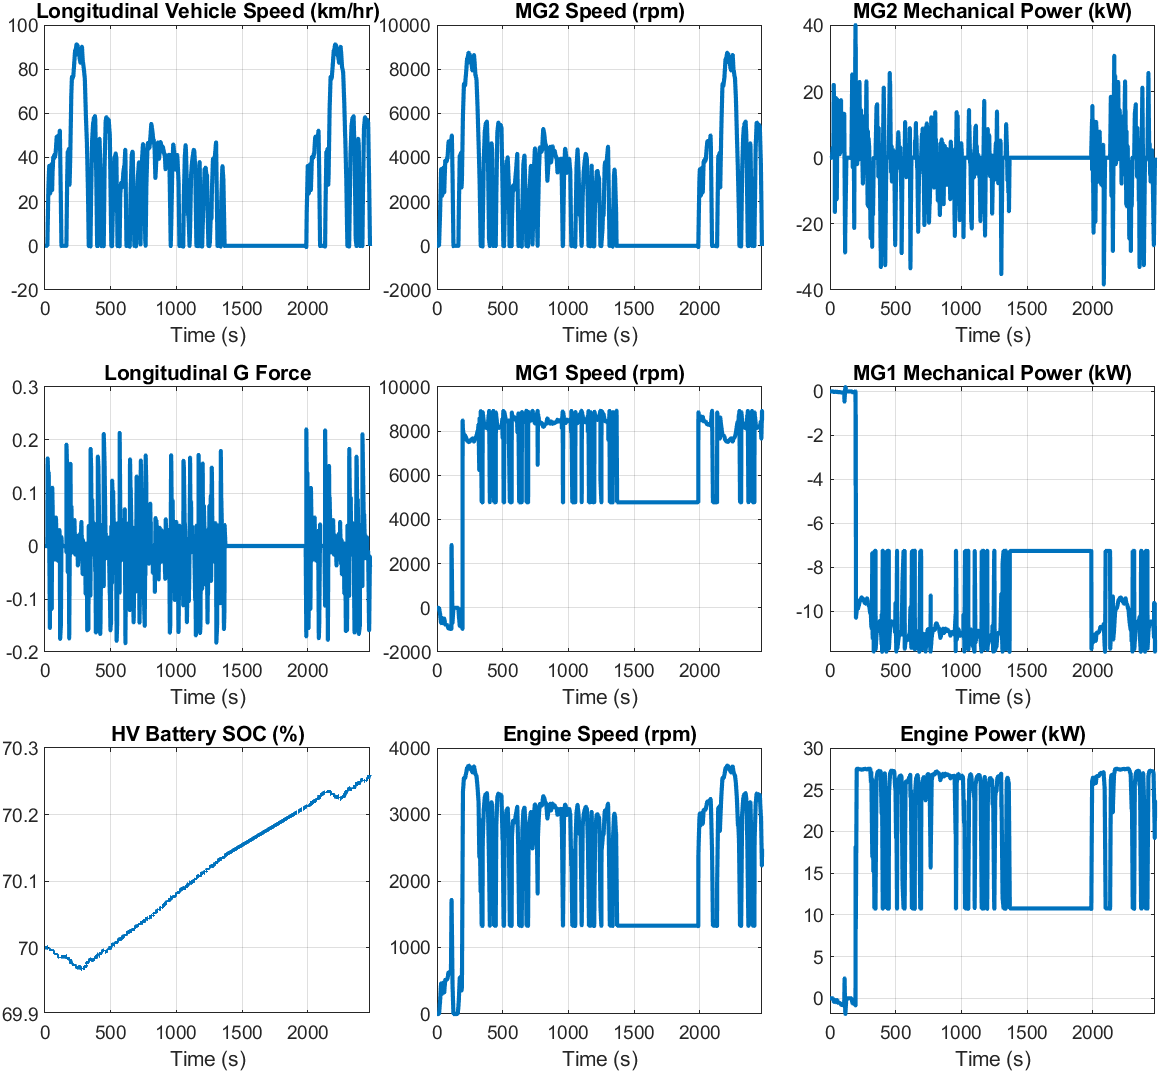 Longitudinal Vehicle Speed (km/hr)
100
80
60
40
20
0
-20
0 500 1000 1500 2000
Time (s)
MG2 Speed (rpm)
10000
8000
6000
4000
2000
0
-2000
0 500 1000 1500 2000
Time (s)
MG2 Mechanical Power (kW)
40
20
0
-20
-40
0 500 1000 1500 2000
Time (s)
Longitudinal G Force
0.3
0.2
0.1
0
-0.1
-0.2
0 500 1000 1500 2000
Time (s)
MG1 Speed (rpm)
10000
8000
6000
4000
2000
0
-2000
0 500 1000 1500 2000
Time (s)
MG1 Mechanical Power (kW)
0
-2
-4
-6
-8
-10
0 500 1000 1500 2000
Time (s)
HV Battery SOC (%)
70.3
70.2
70.1
70
69.9
0 500 1000 1500 2000
Time (s)
Engine Speed (rpm)
4000
3000
2000
1000
0
0 500 1000 1500 2000
Time (s)
Engine Power (kW)
30
25
20
15
10
5
0
0 500 1000 1500 2000
Time (s)